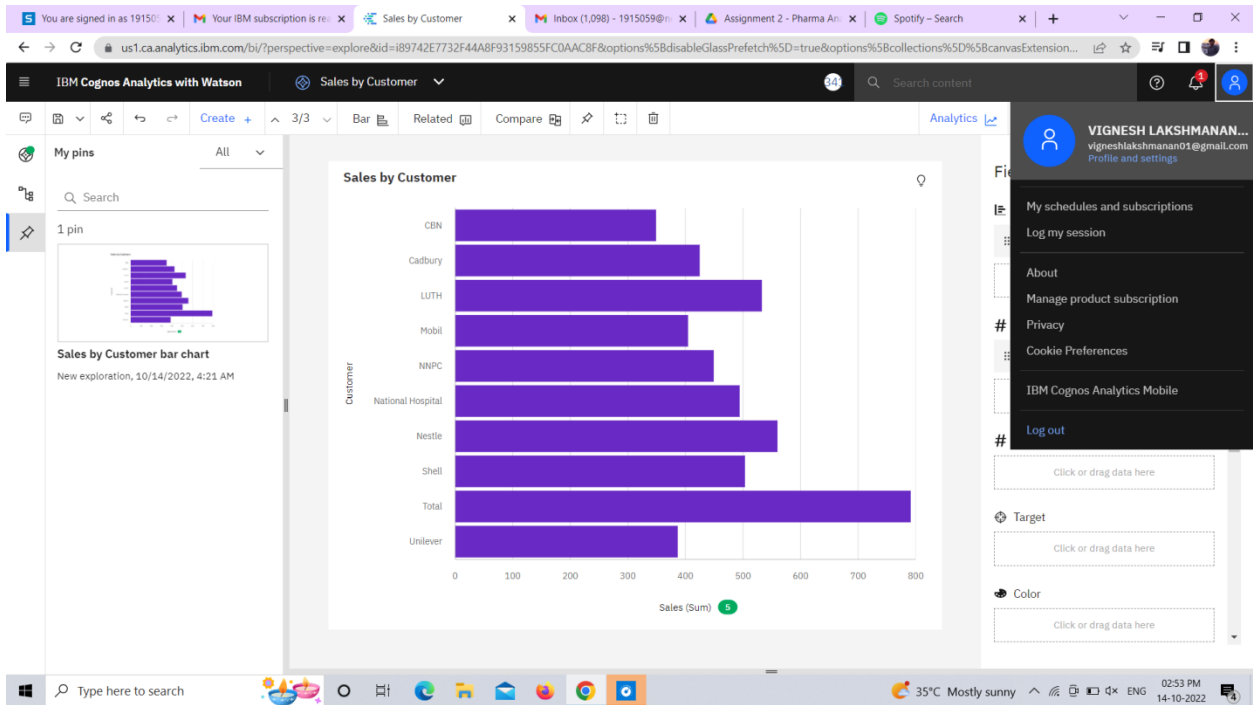 You are signed in as 19150
Your IBM subscription is rea
Sales by Customer
Inbox (1,098) - 1915059@n
Assignment 2 - Pharma An
Spotify – Search
us1.ca.analytics.ibm.com/bi/?perspective=explore&id=i89742E7732F44A8F93159855FC0AAC8F&options%5BdisableGlassPrefetch%5D=true&options%5Bcollections%5D%5BcanvasExtension...
IBM Cognos Analytics with Watson
Sales by Customer
341
Search content
1
Create +
3/3
Bar
Related
Compare
Analytics
VIGNESH LAKSHMANAN...
vigneshlakshmanan01@gmail.com
Profile and settings
My schedules and subscriptions
Log my session
About
Manage product subscription
Privacy
Cookie Preferences
IBM Cognos Analytics Mobile
Log out
My pins
All
Search
1 pin
Sales by Customer bar chart
New exploration, 10/14/2022, 4:21 AM
Sales by Customer
Customer
CBN
Cadbury
LUTH
Mobil
NNPC
National Hospital
Nestle
Shell
Total
Unilever
0 100 200 300 400 500 600 700 800
Sales (Sum) 5
Fie
#
#
Click or drag data here
Target
Click or drag data here
Color
Click or drag data here
Type here to search
35°C Mostly sunny
ENG
02:53 PM
14-10-2022
4